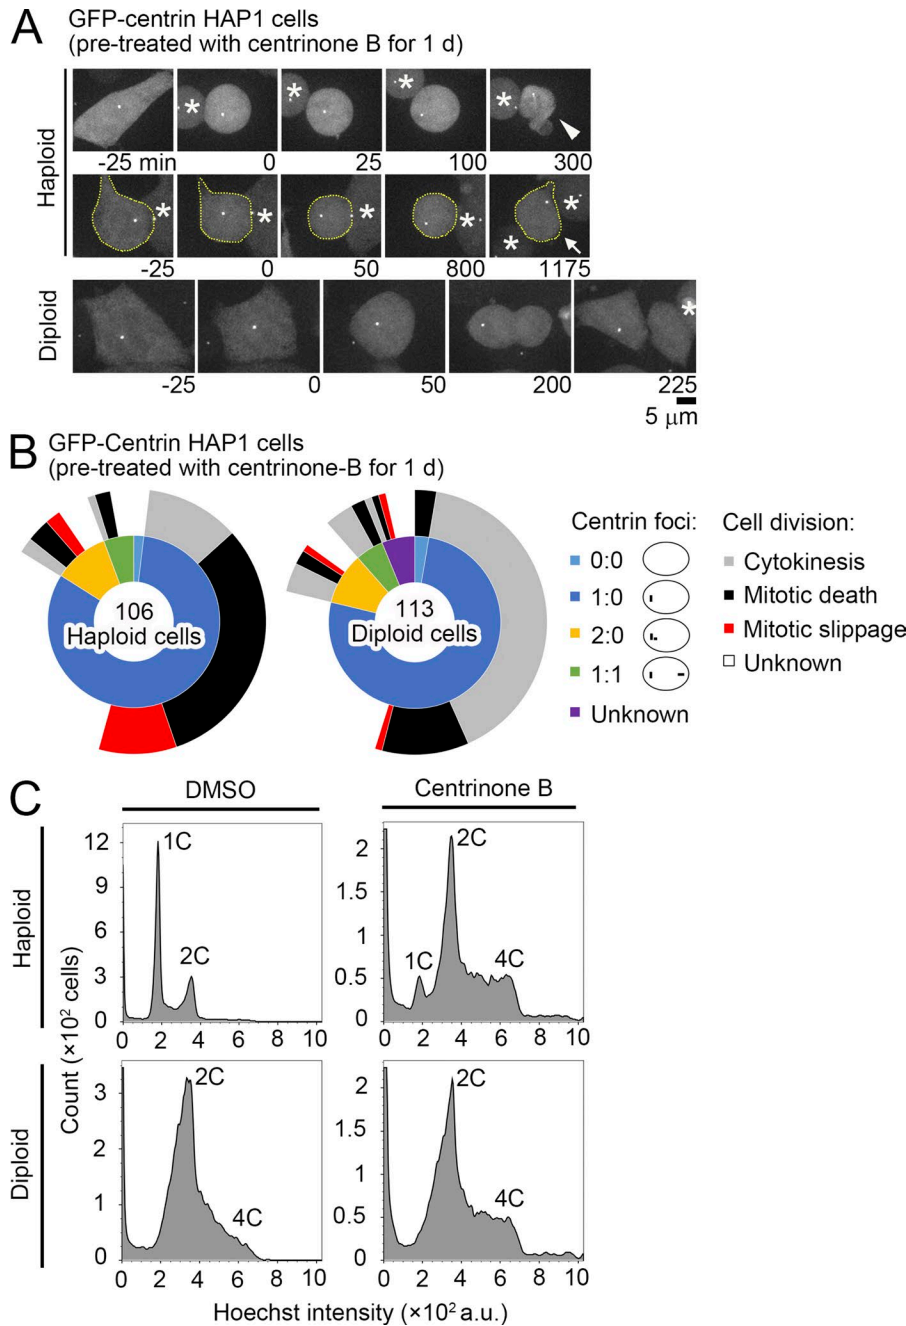 A
GFP-centrin HAP1 cells
(pre-treated with centrinone B for 1 d)
Haploid
* * * *
-25 min 0 25 100 300
* * * * * *
-25 0 50 800 1175
Diploid
*
-25 0 50 200 225
5 μm
B
GFP-Centrin HAP1 cells
(pre-treated with centrinone-B for 1 d)
106
Haploid cells
113
Diploid cells
Centrin foci:
0:0
1:0
2:0
1:1
Unknown
Cell division:
Cytokinesis
Mitotic death
Mitotic slippage
Unknown
C
DMSO
Centrinone B
Haploid
12
9
6
3
0
1C
2C
0 2 4 6 8 10
2
1.5
1
0.5
0
1C
2C
4C
0 2 4 6 8 10
Count (×10² cells)
Diploid
3
2
1
0
2C
4C
0 2 4 6 8 10
2
1.5
1
0.5
0
2C
4C
0 2 4 6 8 10
Hoechst intensity (×10² a.u.)